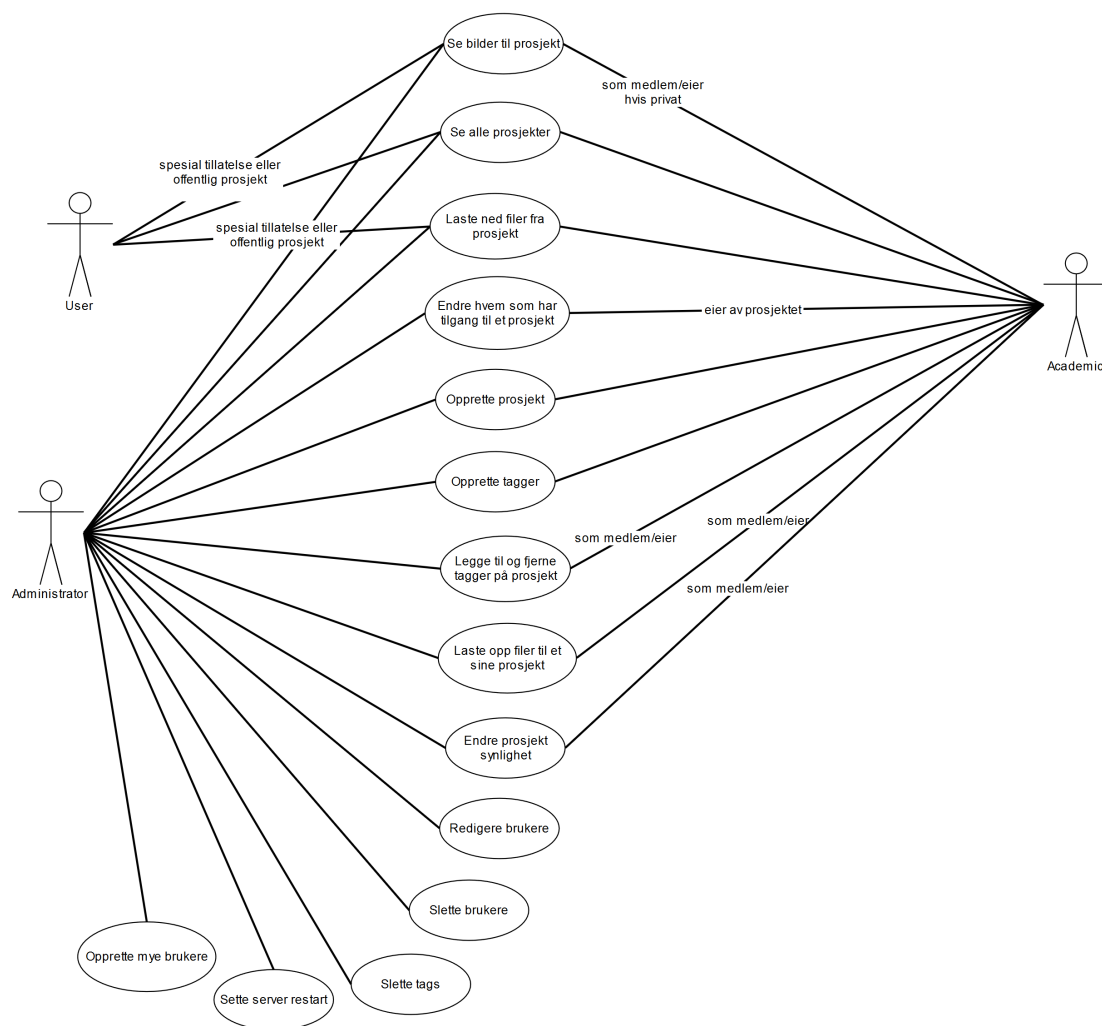 Se bilder til prosjekt
som medlem/eier
hvis privat
Se alle prosjekter
spesial tillatelse eller
offentlig prosjekt
Laste ned filer fra
prosjekt
spesial tillatelse eller
offentlig prosjekt
User
Endre hvem som har
tilgang til et prosjekt
eier av prosjektet
Academic
Opprette prosjekt
Opprette tagger
som medlem/eier
som medlem/eier
Legge til og fjerne
tagger på prosjekt
som medlem/eier
Administrator
Laste opp filer til et
sine prosjekt
Endre prosjekt
synlighet
Redigere brukere
Slette brukere
Opprette mye brukere
Slette tags
Sette server restart